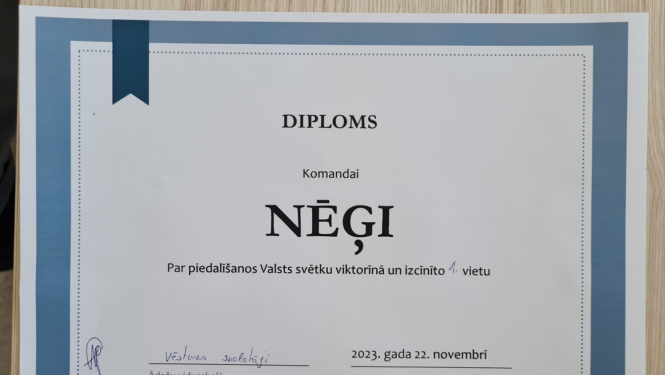 DIPLOMS
Komandai
NĒĢI
Par piedalīšanos Valsts svētku viktorīnā un izcīnīto 1. vietu
Vēstures skolotāji
2023. gada 22. novembrī